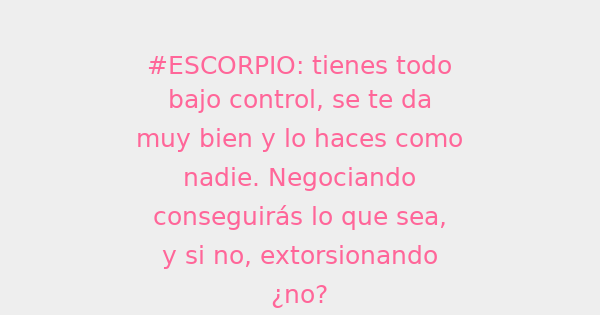 #ESCORPIO: tienes todo
bajo control, se te da
muy bien y lo haces como
nadie. Negociando
conseguirás lo que sea,
y si no, extorsionando
¿no?